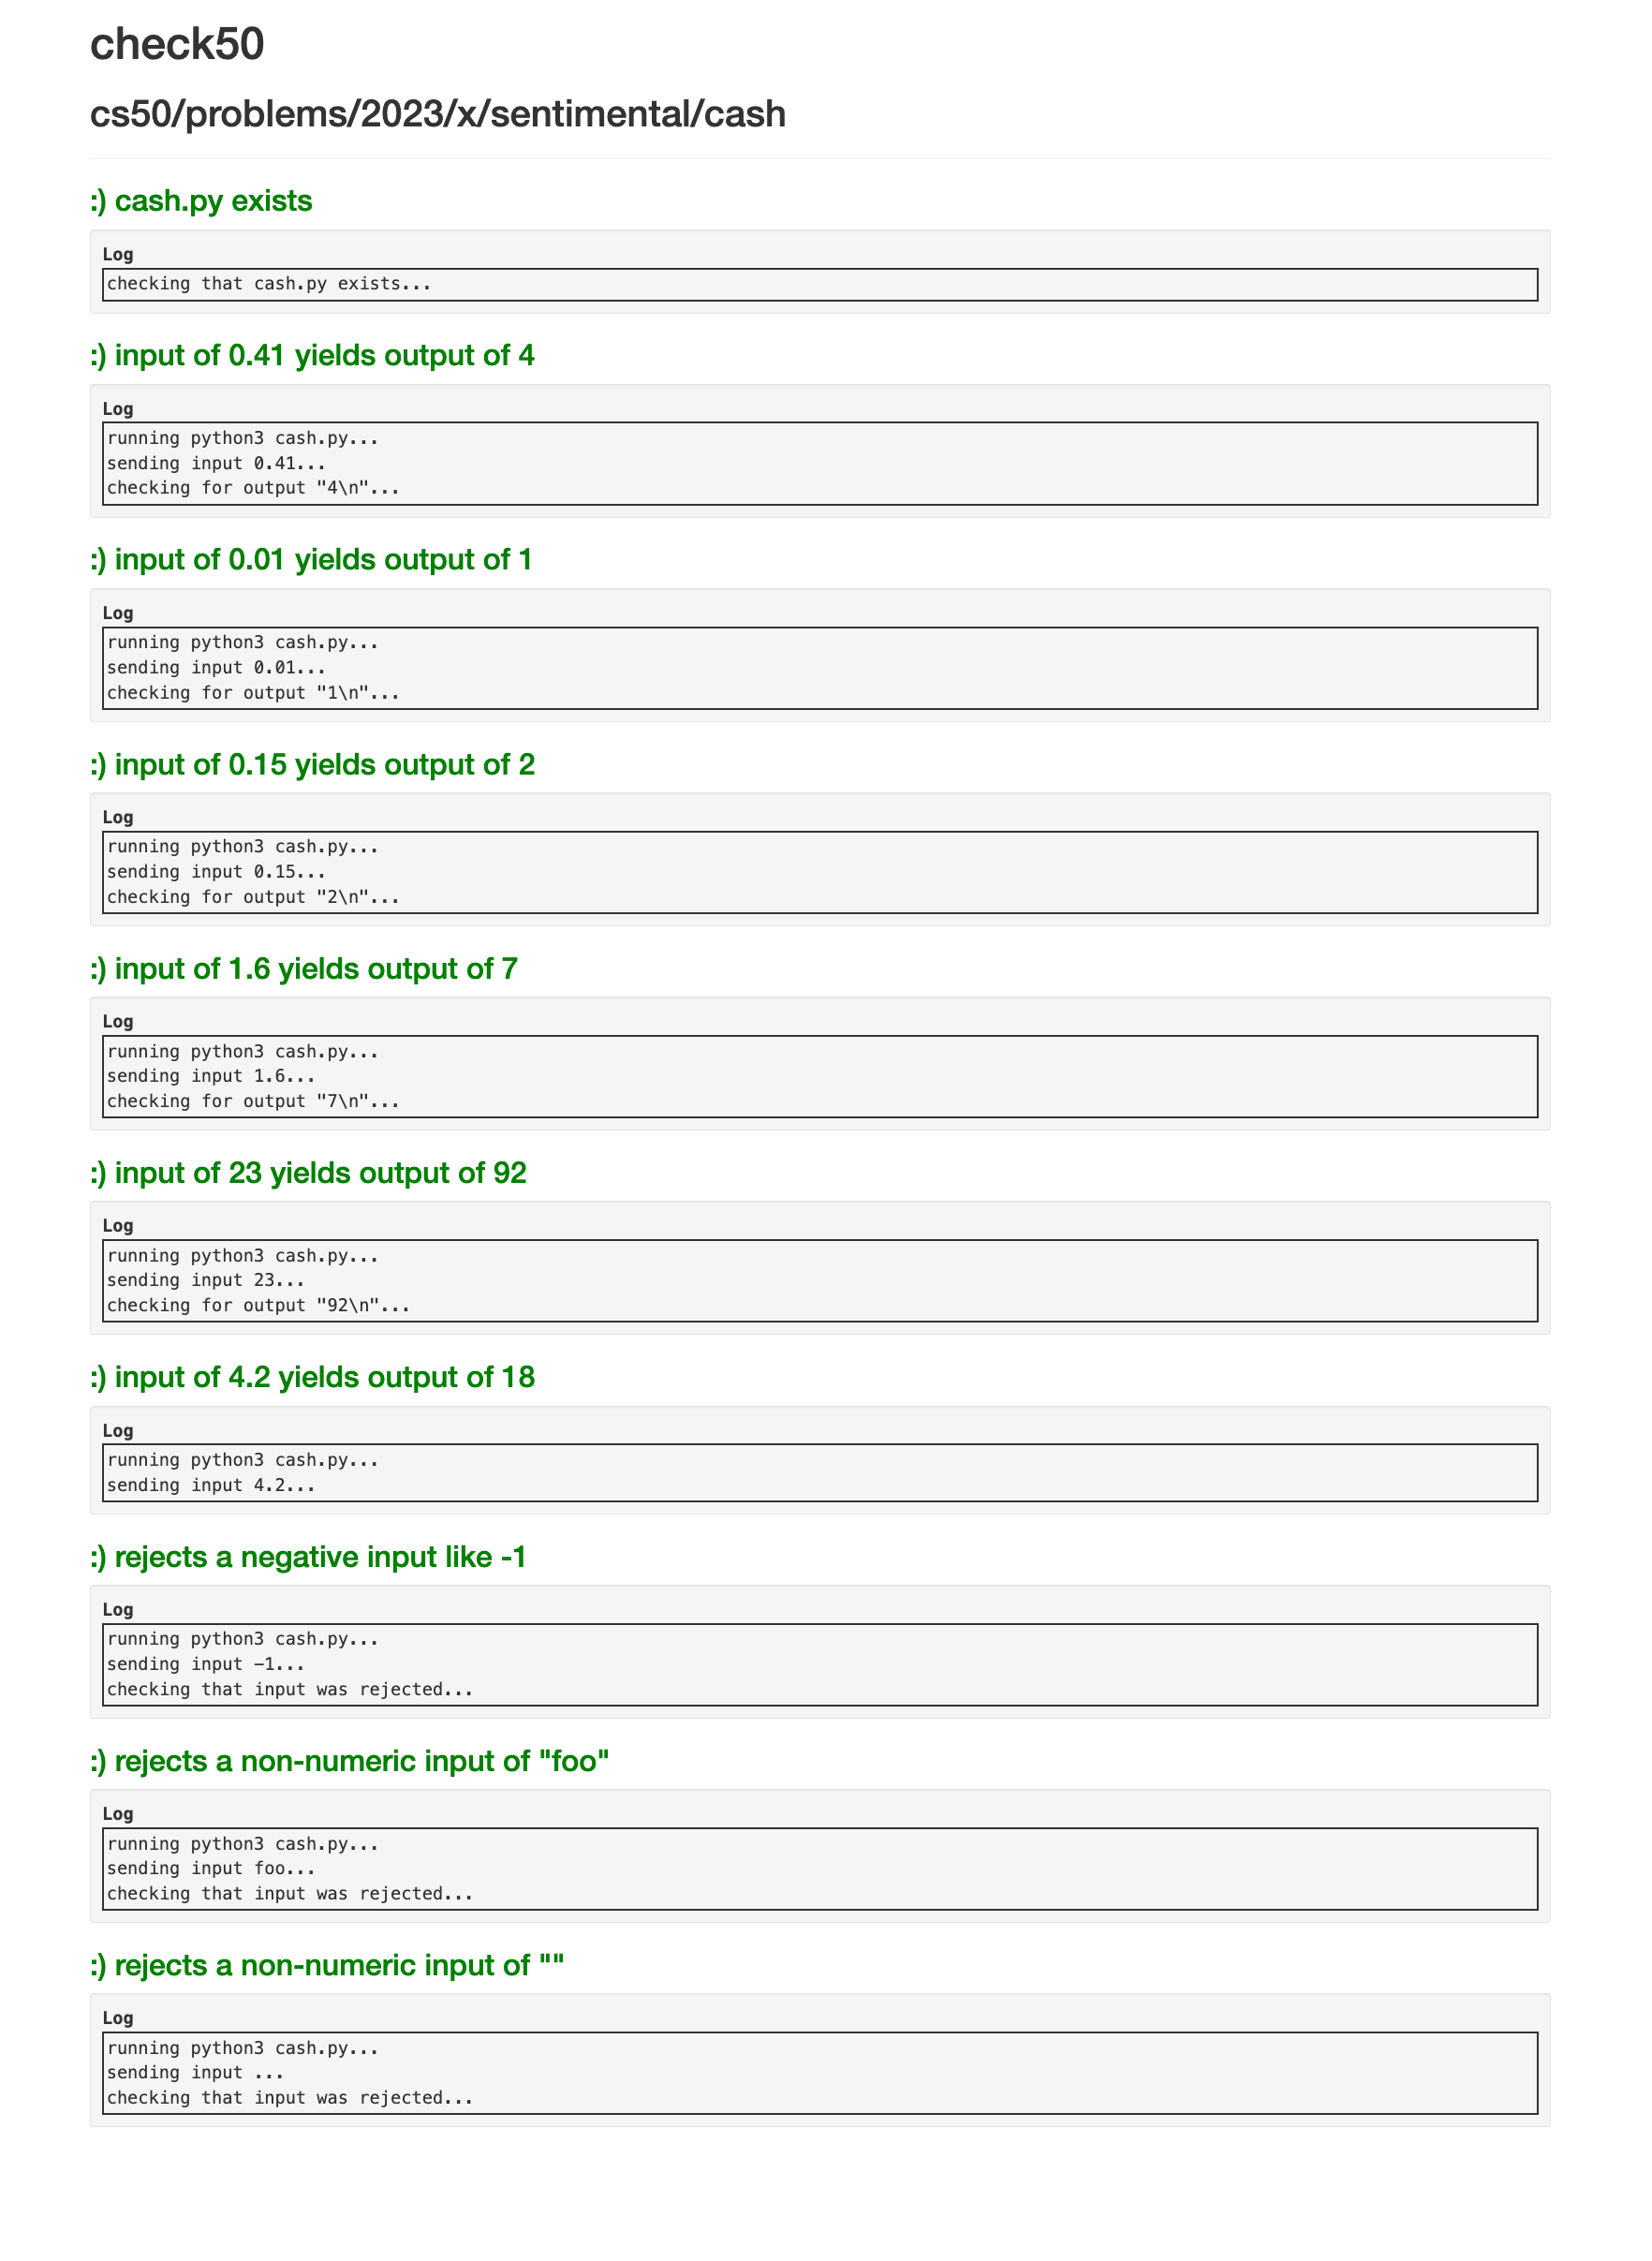 check50
cs50/problems/2023/x/sentimental/cash
:) cash.py exists
Log
checking that cash.py exists...
:) input of 0.41 yields output of 4
Log
running python3 cash.py...
sending input 0.41...
checking for output "4\n"...
:) input of 0.01 yields output of 1
Log
running python3 cash.py...
sending input 0.01...
checking for output "1\n"...
:) input of 0.15 yields output of 2
Log
running python3 cash.py...
sending input 0.15...
checking for output "2\n"...
:) input of 1.6 yields output of 7
Log
running python3 cash.py...
sending input 1.6...
checking for output "7\n"...
:) input of 23 yields output of 92
Log
running python3 cash.py...
sending input 23...
checking for output "92\n"...
:) input of 4.2 yields output of 18
Log
running python3 cash.py...
sending input 4.2...
:) rejects a negative input like -1
Log
running python3 cash.py...
sending input -1...
checking that input was rejected...
:) rejects a non-numeric input of "foo"
Log
running python3 cash.py...
sending input foo...
checking that input was rejected...
:) rejects a non-numeric input of ""
Log
running python3 cash.py...
sending input ...
checking that input was rejected...